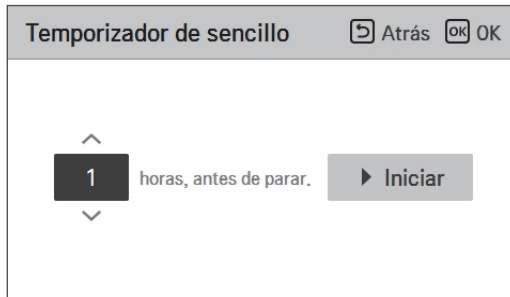 Temporizador de sencillo Atrás OK OK
1 horas, antes de parar. Iniciar